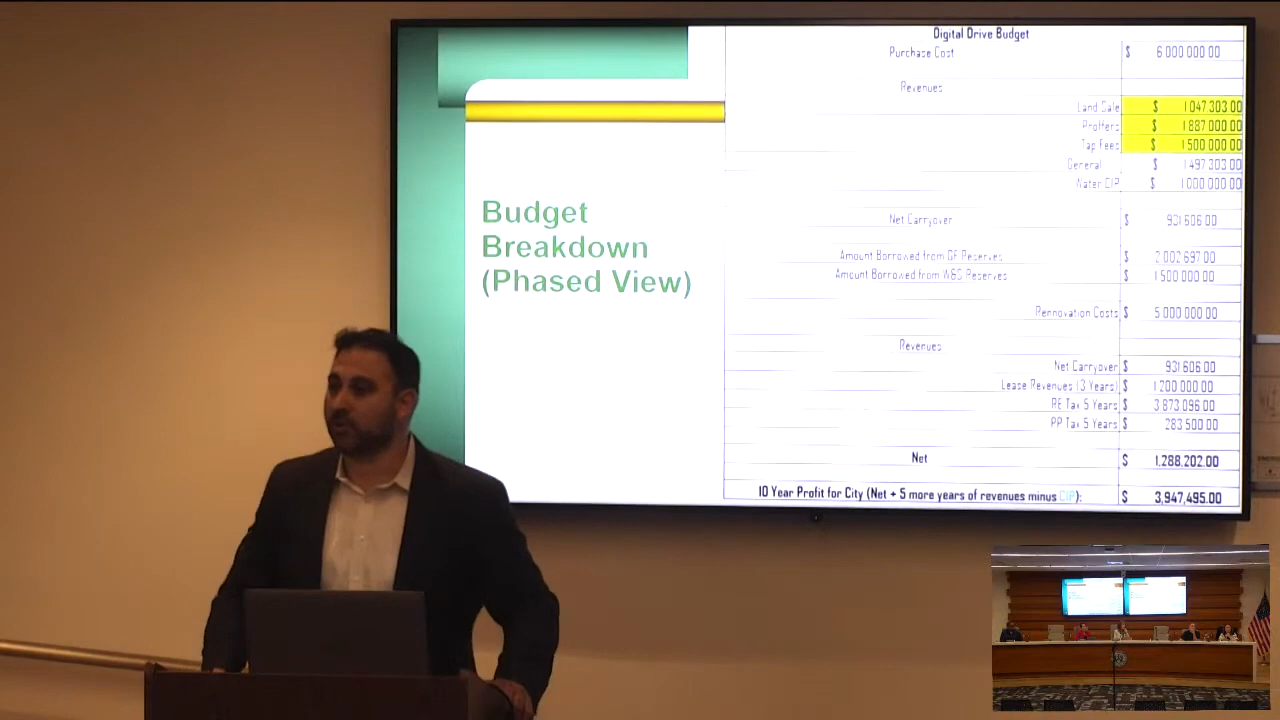 Budget
Breakdown
(Phased View)
Digital Drive Budget
Purchase Cost $ 6 000 000 00
Revenues
Land Sale $ 1 047 303 00
Proffers $ 1 887 000 00
Tap Fees $ 1 500 000 00
General $ 1 497 303 00
Water CIP $ 1 000 000 00
Net Carryover $ 931 606 00
Amount Borrowed from GF Reserves $ 2 002 697 00
Amount Borrowed from W&S Reserves $ 1 500 000 00
Rennovation Costs $ 5 000 000 00
Revenues
Net Carryover $ 931 606 00
Lease Revenues (3 Years) $ 1 200 000 00
RE Tax 5 Years $ 3 873 096 00
PP Tax 5 Years $ 283 500 00
Net $ 1,288,202.00
10 Year Profit for City (Net + 5 more years of revenues minus CIP): $ 3,947,495.00